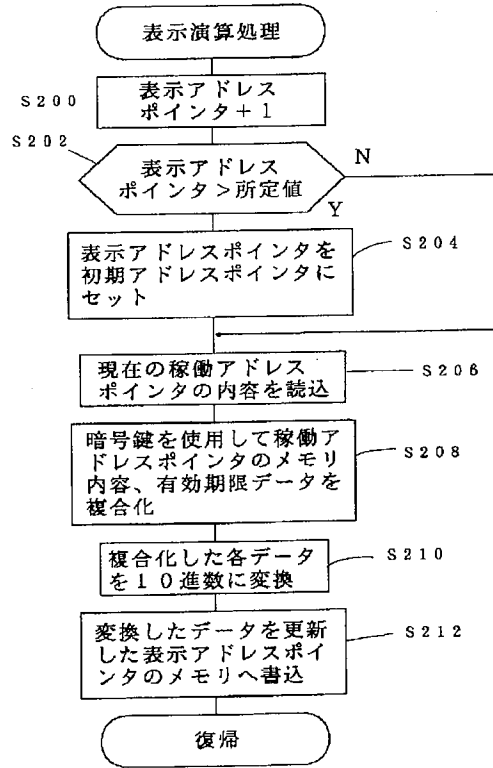 表示演算処理
S200
表示アドレス
ポインタ+1
S202
表示アドレス
ポインタ>所定値
N
Y
表示アドレスポインタを
初期アドレスポインタに
セット
S204
現在の稼働アドレス
ポインタの内容を読込
S206
暗号鍵を使用して稼働ア
ドレスポインタのメモリ
内容、有効期限データを
複合化
S208
複合化した各データ
を10進数に変換
S210
変換したデータを更新
した表示アドレスポイ
ンタのメモリへ書込
S212
復帰